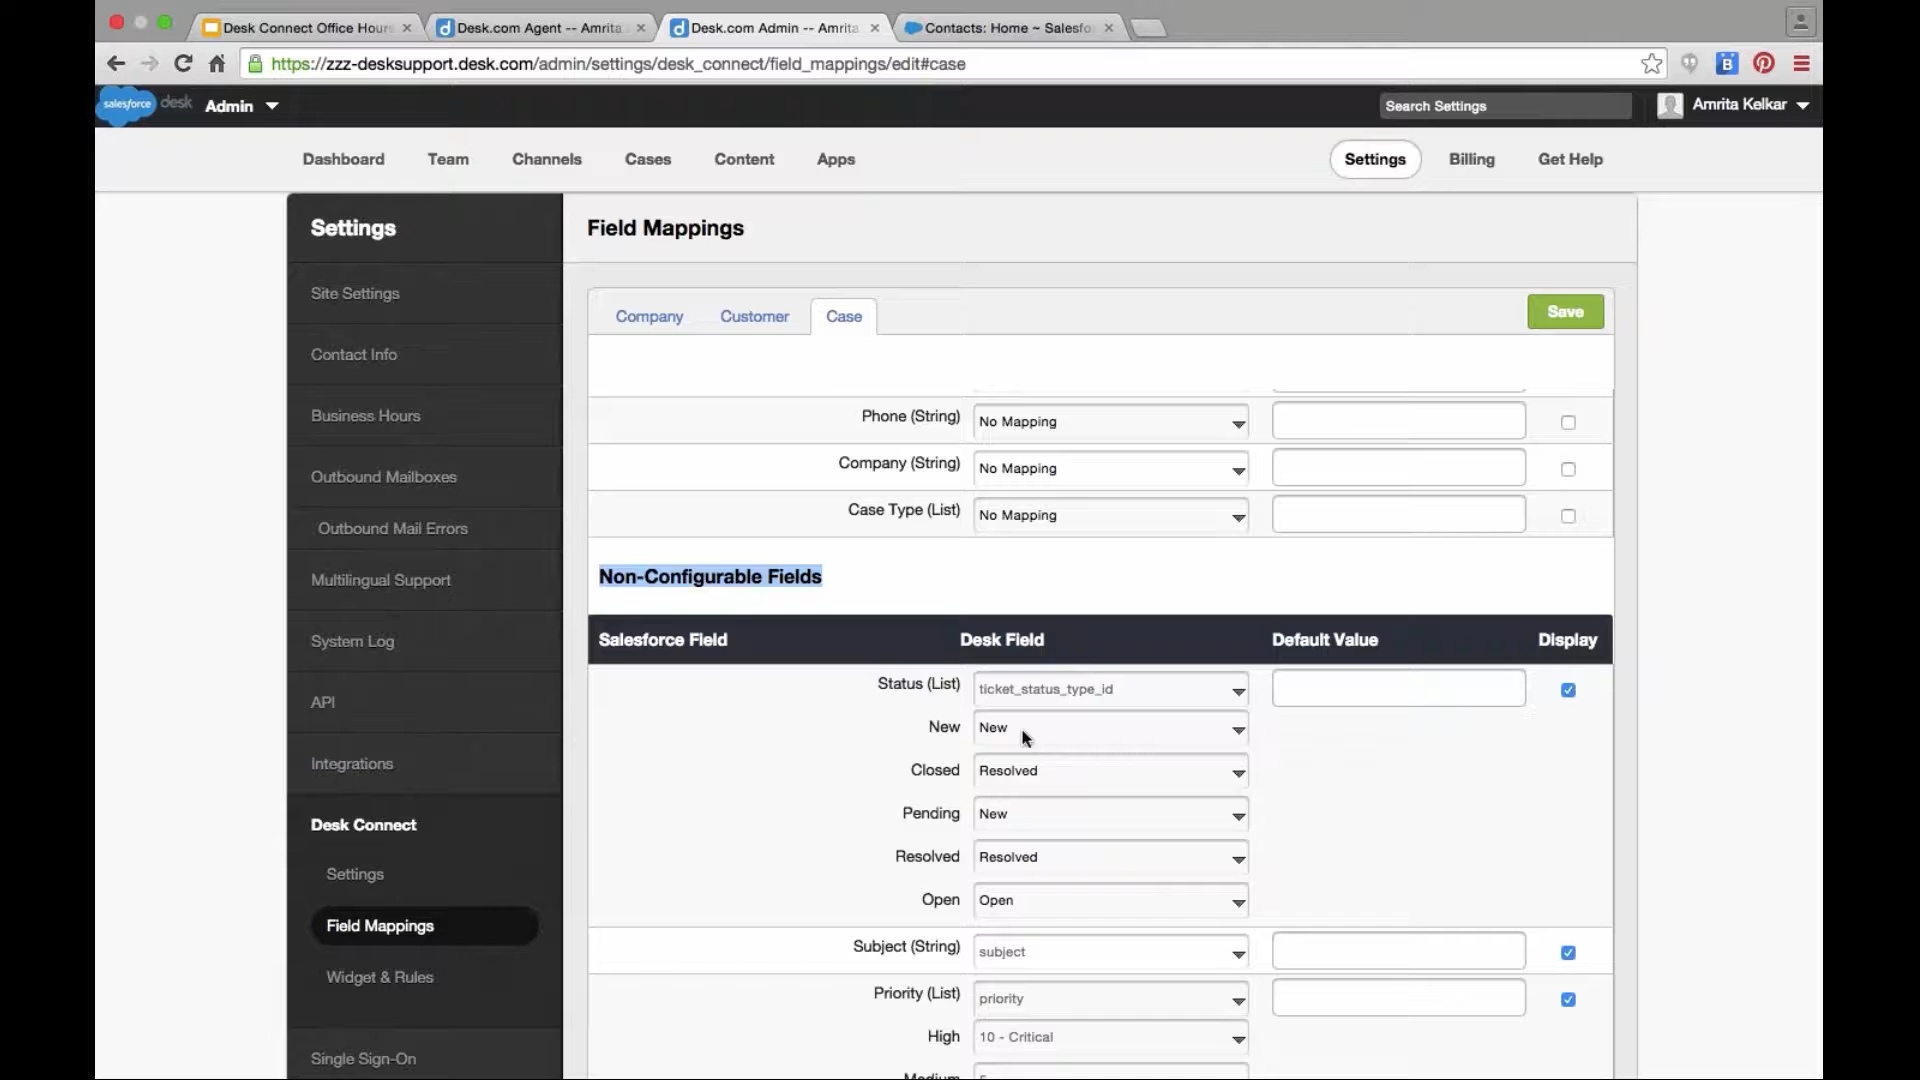 Desk Connect Office Hours
Desk.com Agent -- Amrita
Desk.com Admin -- Amrita
Contacts: Home ~ Salesfo
https://zzz-desksupport.desk.com/admin/settings/desk_connect/field_mappings/edit#case
B
salesforce desk Admin
Search Settings
Amrita Kelkar
Dashboard Team Channels Cases Content Apps Settings Billing Get Help
Settings
Site Settings
Contact Info
Business Hours
Outbound Mailboxes
Outbound Mail Errors
Multilingual Support
System Log
API
Integrations
Desk Connect
Settings
Field Mappings
Widget & Rules
Single Sign-On
Field Mappings
Company Customer Case Save
Phone (String) No Mapping
Company (String) No Mapping
Case Type (List) No Mapping
Non-Configurable Fields
Salesforce Field Desk Field Default Value Display
Status (List) ticket_status_type_id
New New
Closed Resolved
Pending New
Resolved Resolved
Open Open
Subject (String) subject
Priority (List) priority
High 10 - Critical
Medium